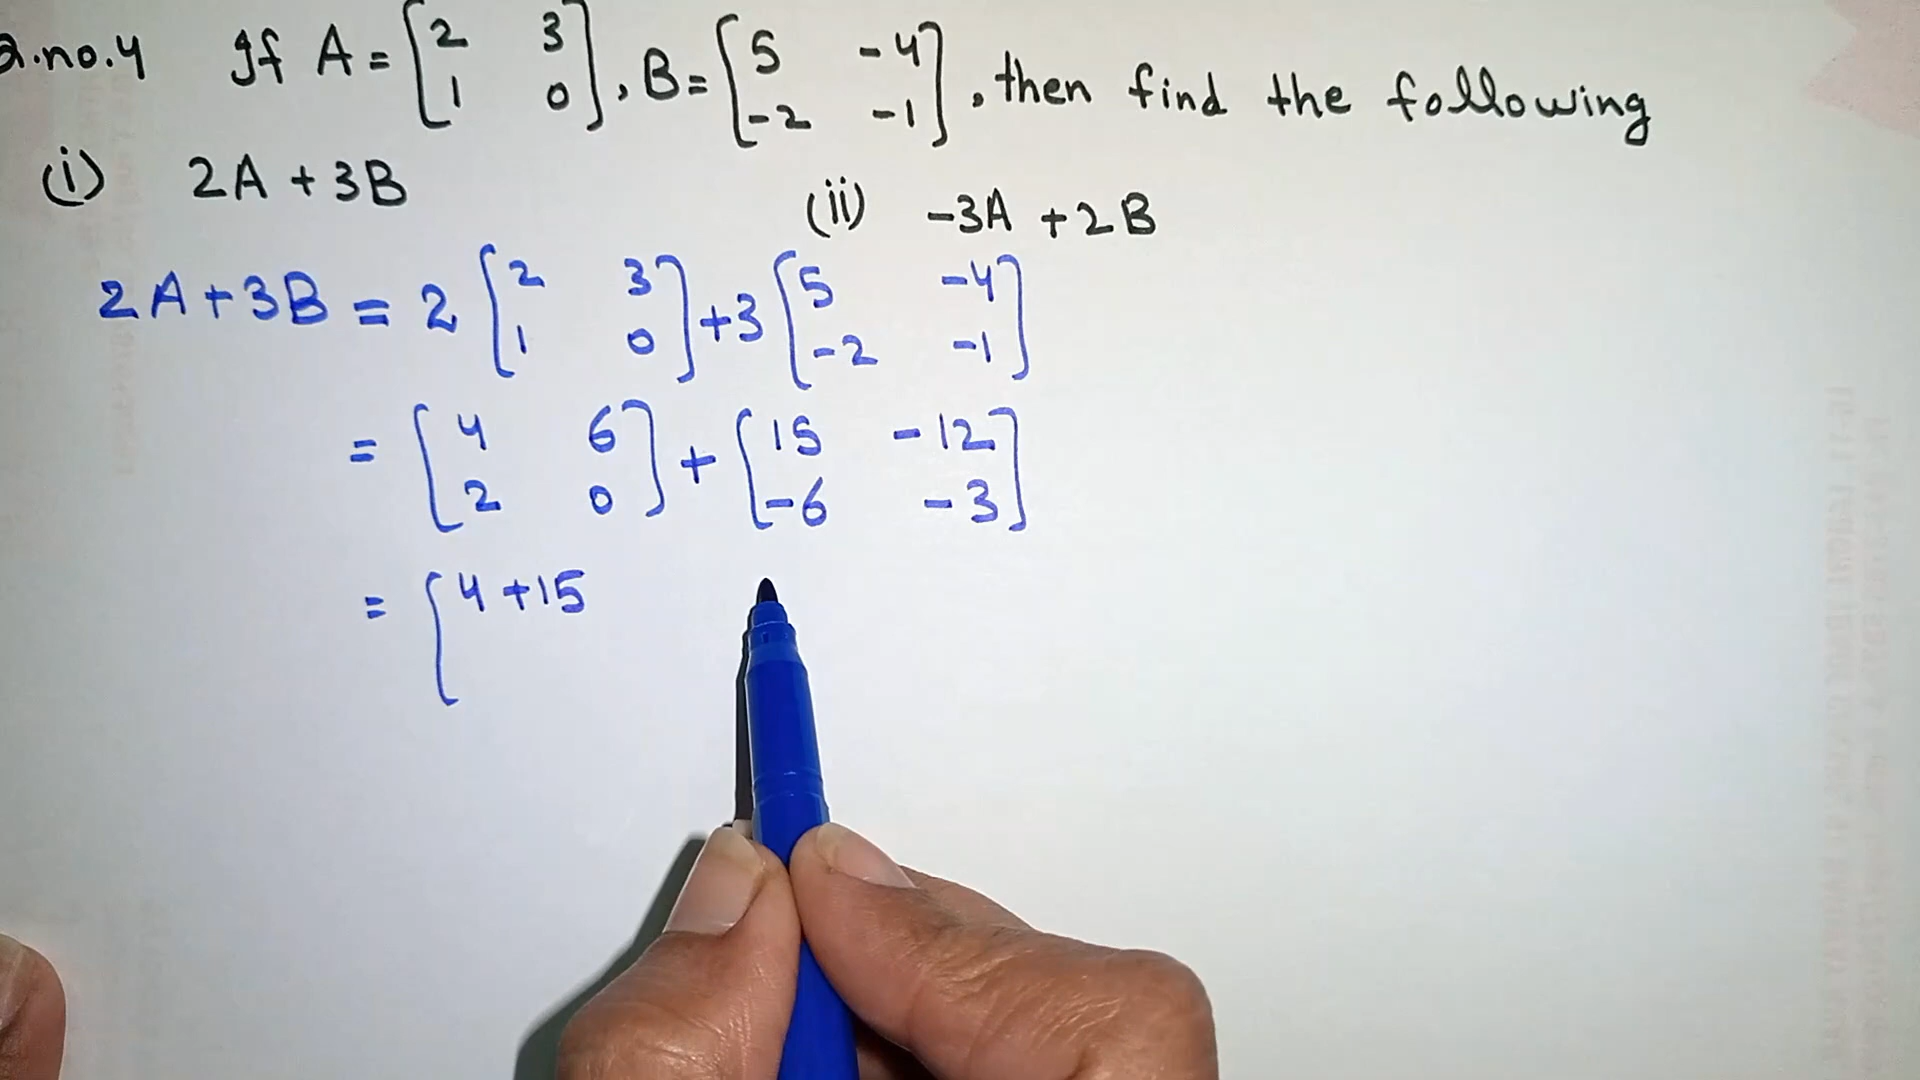 Q.no.4 If A = [2 3 1 0], B = [5 -4 -2 -1], then find the following
(i) 2A + 3B (ii) -3A + 2B
2A + 3B = 2 [2 3 1 0] + 3 [5 -4 -2 -1]
= [4 6 2 0] + [15 -12 -6 -3]
= [4 + 15